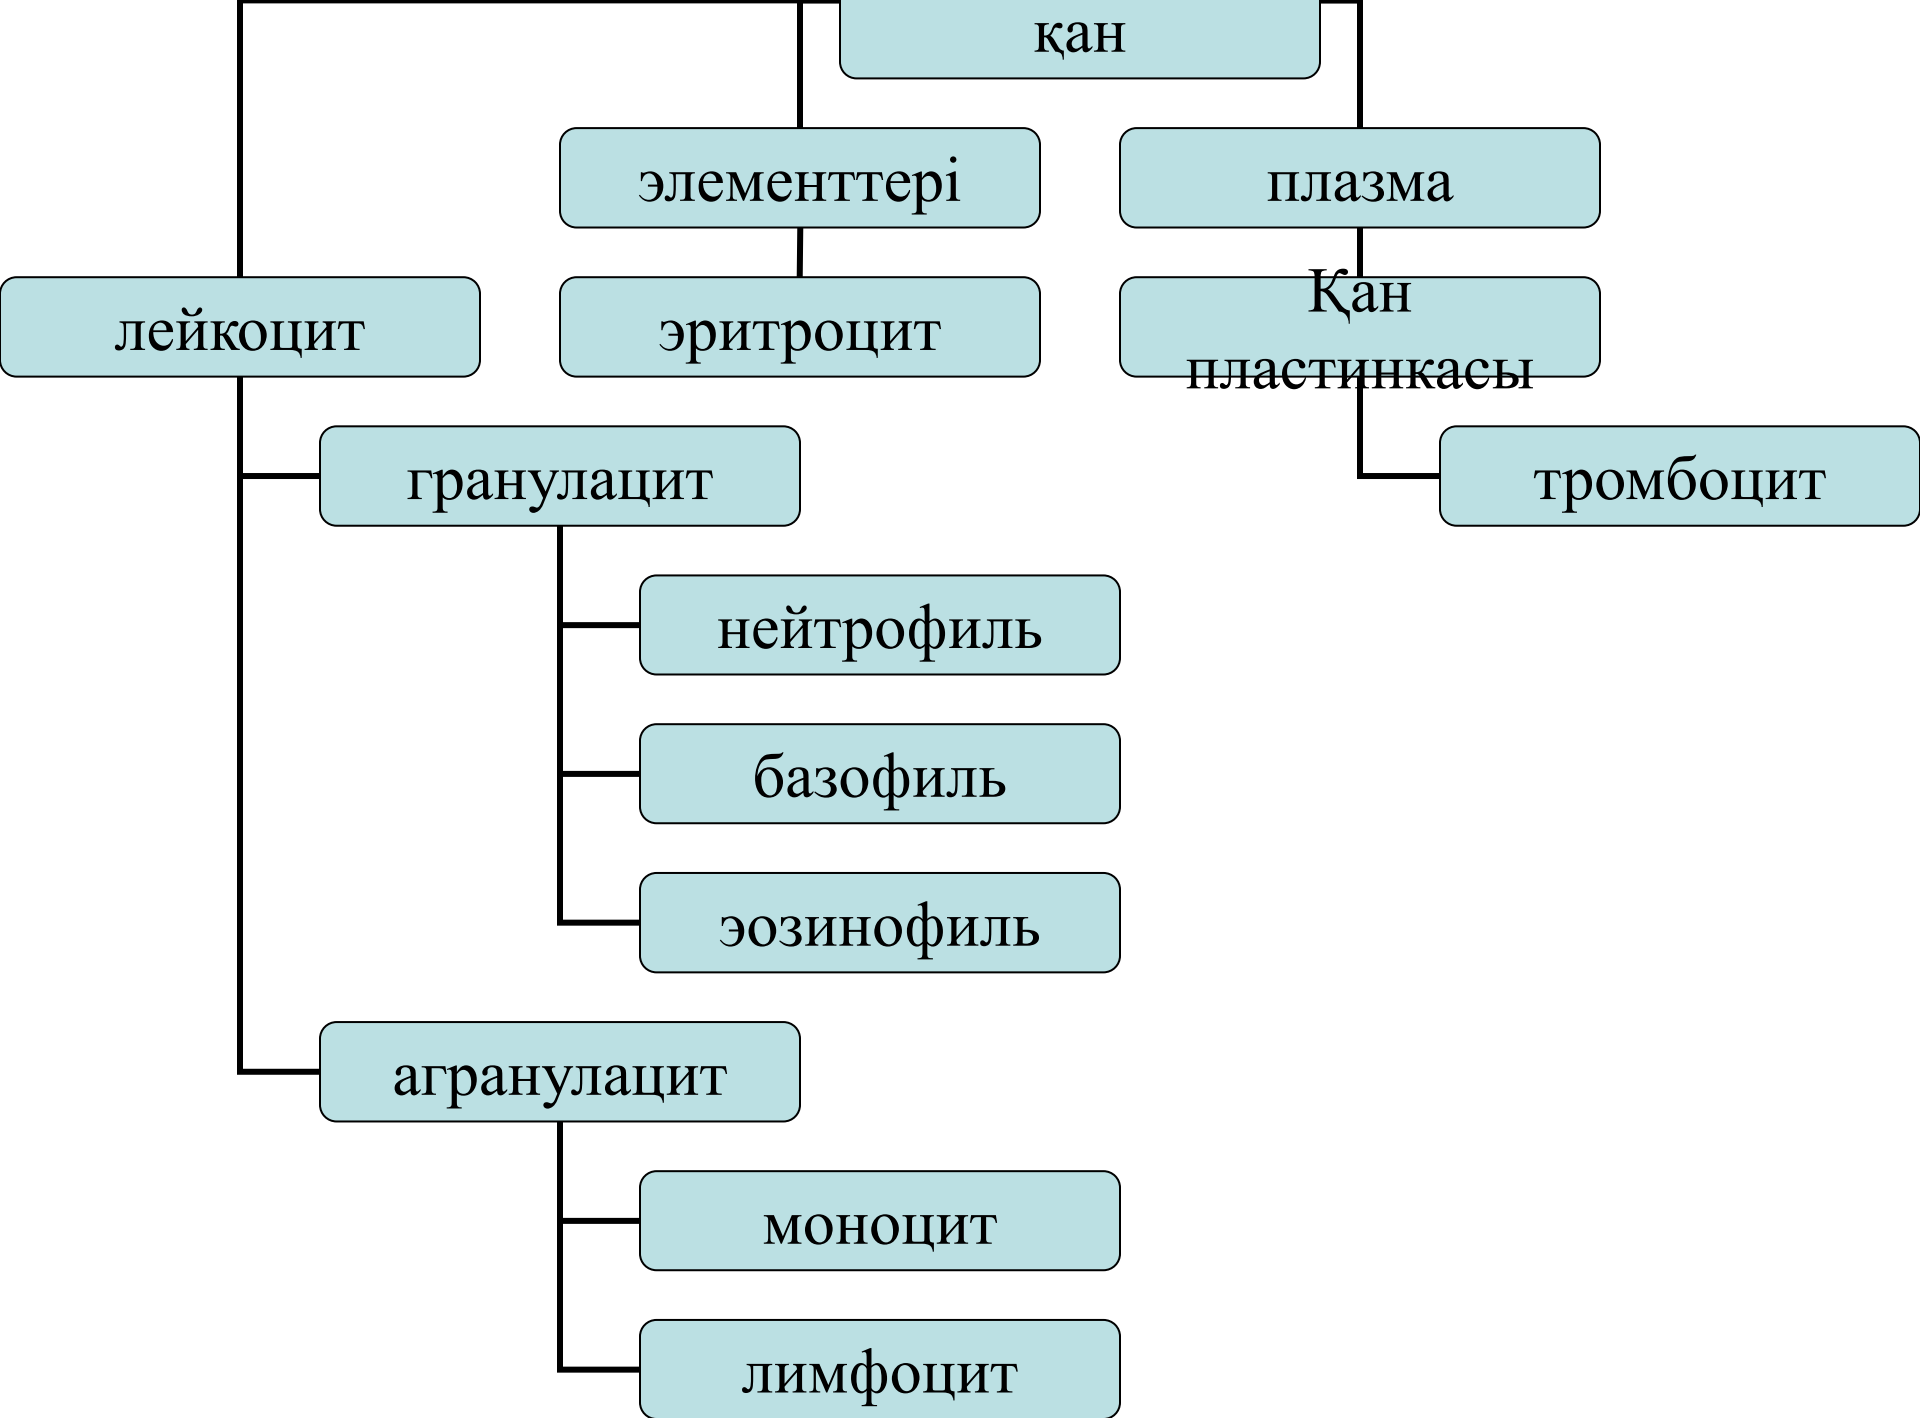 қан
элементтері
плазма
лейкоцит
эритроцит
Қан
пластинкасы
гранулацит
тромбоцит
нейтрофиль
базофиль
эозинофиль
агранулацит
моноцит
лимфоцит